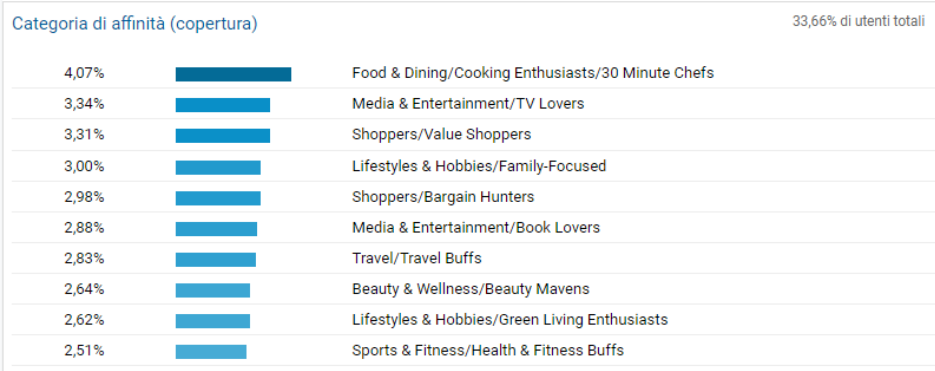 Categoria di affinità (copertura) 33,66% di utenti totali
4,07% Food & Dining/Cooking Enthusiasts/30 Minute Chefs
3,34% Media & Entertainment/TV Lovers
3,31% Shoppers/Value Shoppers
3,00% Lifestyles & Hobbies/Family-Focused
2,98% Shoppers/Bargain Hunters
2,88% Media & Entertainment/Book Lovers
2,83% Travel/Travel Buffs
2,64% Beauty & Wellness/Beauty Mavens
2,62% Lifestyles & Hobbies/Green Living Enthusiasts
2,51% Sports & Fitness/Health & Fitness Buffs